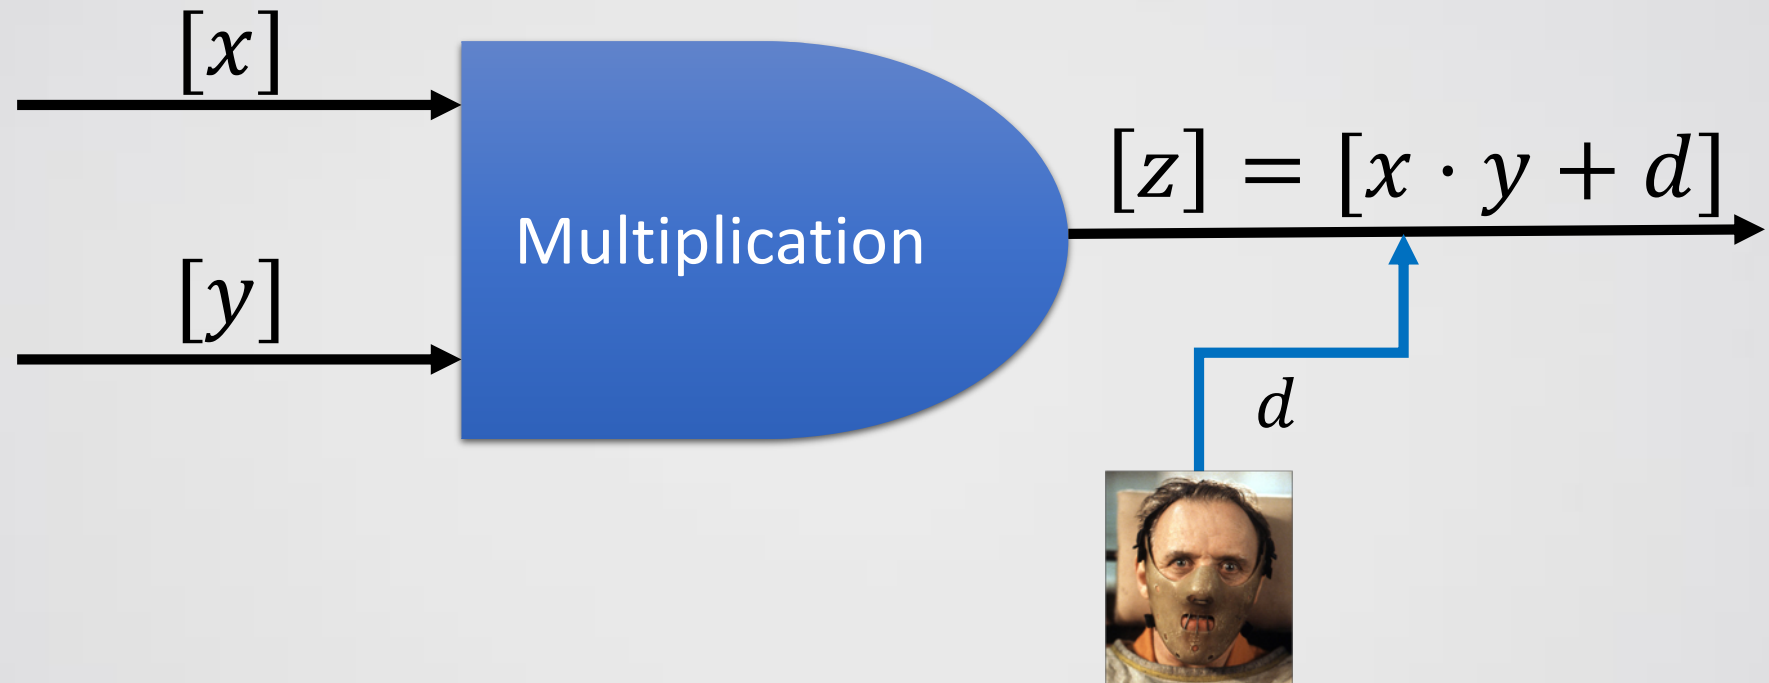 [x]
[y]
Multiplication
[z] = [x · y + d]
d